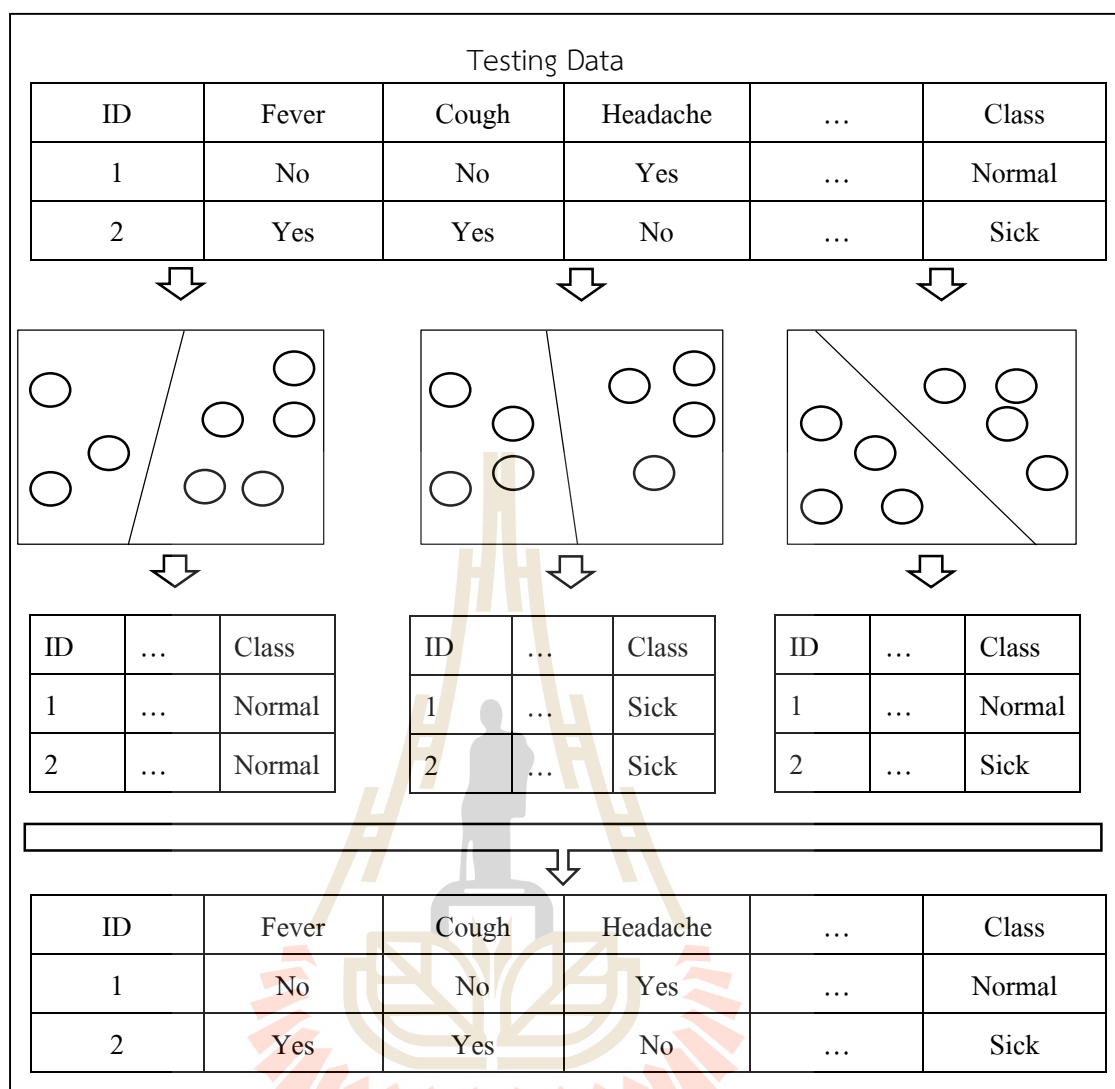 Testing Data
ID Fever Cough Headache … Class
1 No No Yes … Normal
2 Yes Yes No … Sick
ID … Class
1 … Normal
2 … Normal
ID … Class
1 … Sick
2 … Sick
ID … Class
1 … Normal
2 … Sick
ID Fever Cough Headache … Class
1 No No Yes … Normal
2 Yes Yes No … Sick